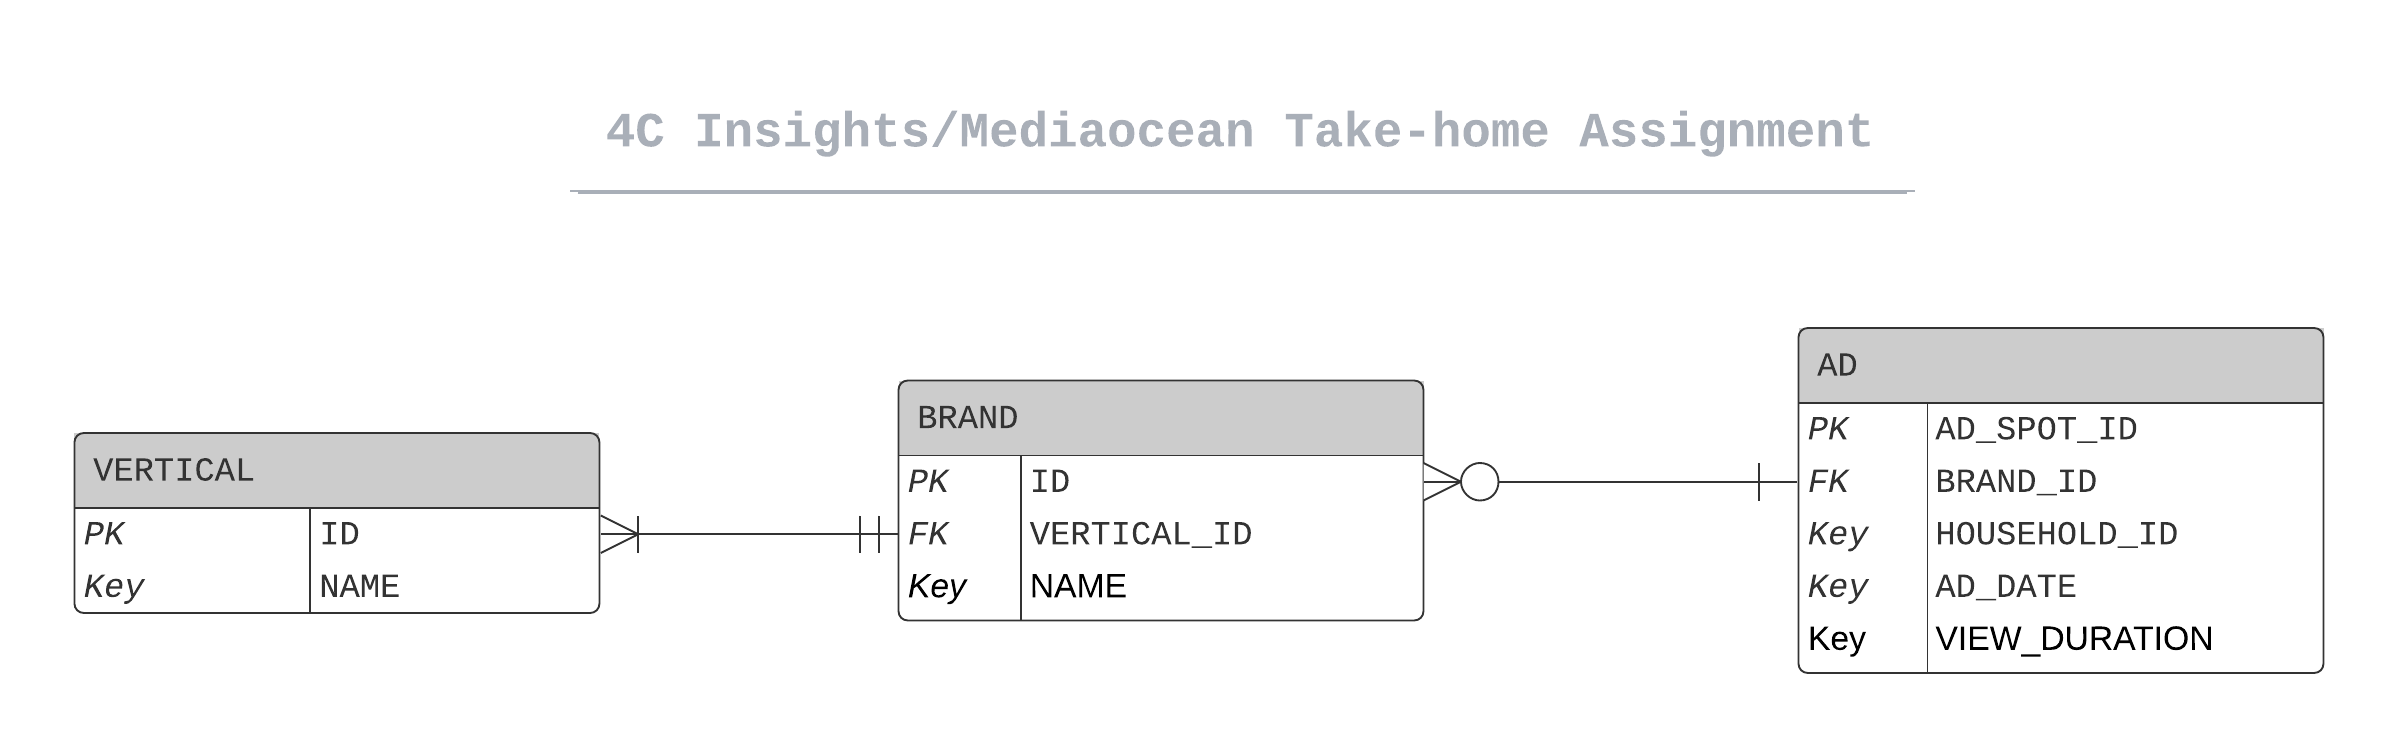 4C Insights/Mediaocean Take-home Assignment
VERTICAL
PK ID
Key NAME
BRAND
PK ID
FK VERTICAL_ID
Key NAME
AD
PK AD_SPOT_ID
FK BRAND_ID
Key HOUSEHOLD_ID
Key AD_DATE
Key VIEW_DURATION